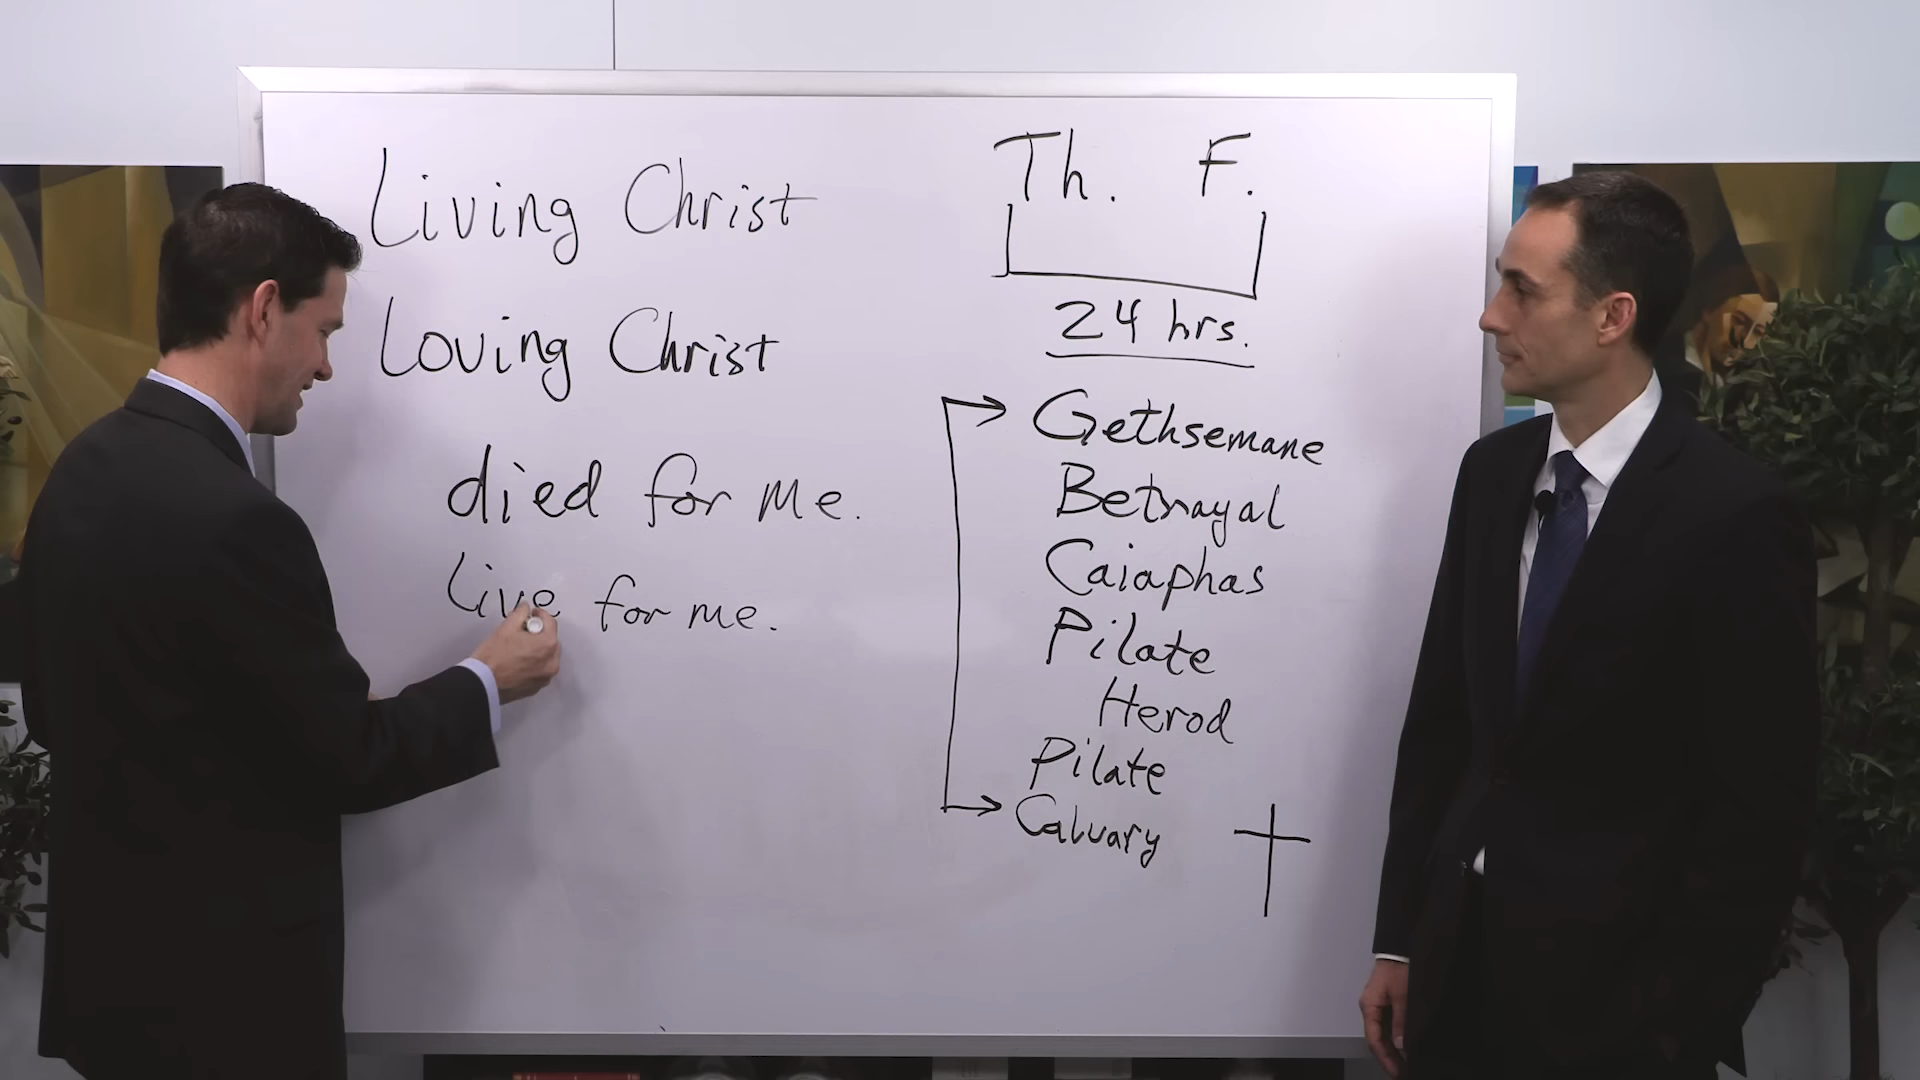 Living Christ
Loving Christ
died for me.
Live for me.
Th. F.
24 hrs.
Gethsemane
Betrayal
Caiaphas
Pilate
Herod
Pilate
Calvary